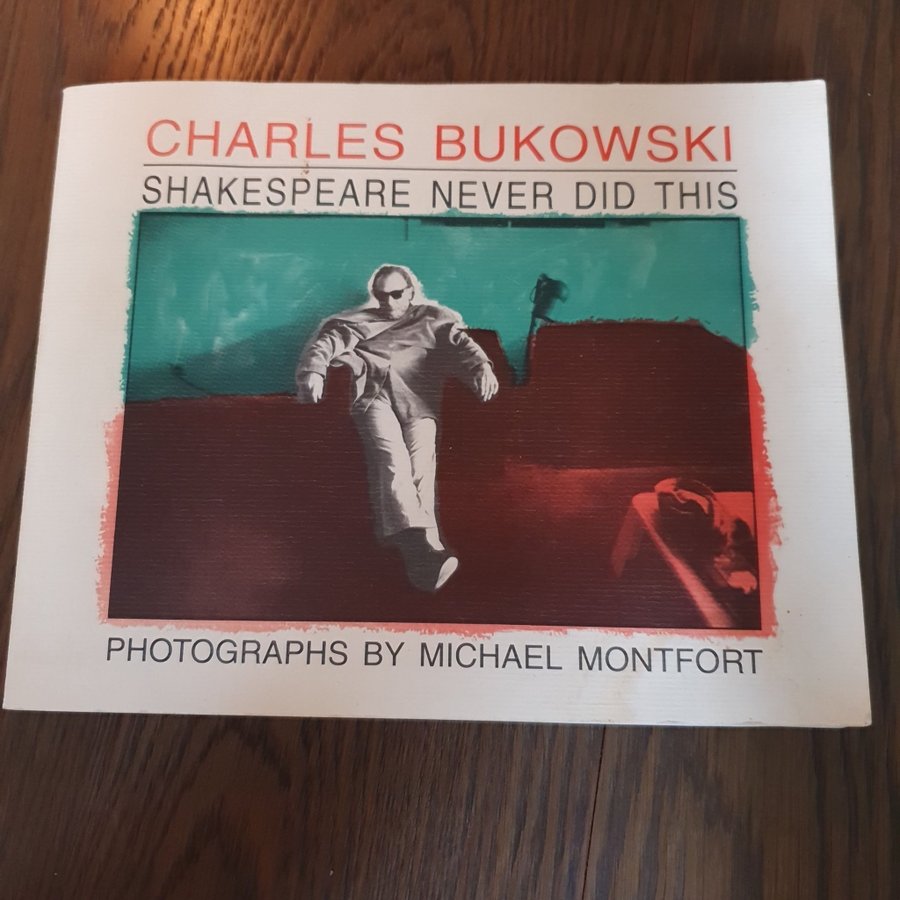 CHARLES BUKOWSKI
SHAKESPEARE NEVER DID THIS
PHOTOGRAPHS BY MICHAEL MONTFORT